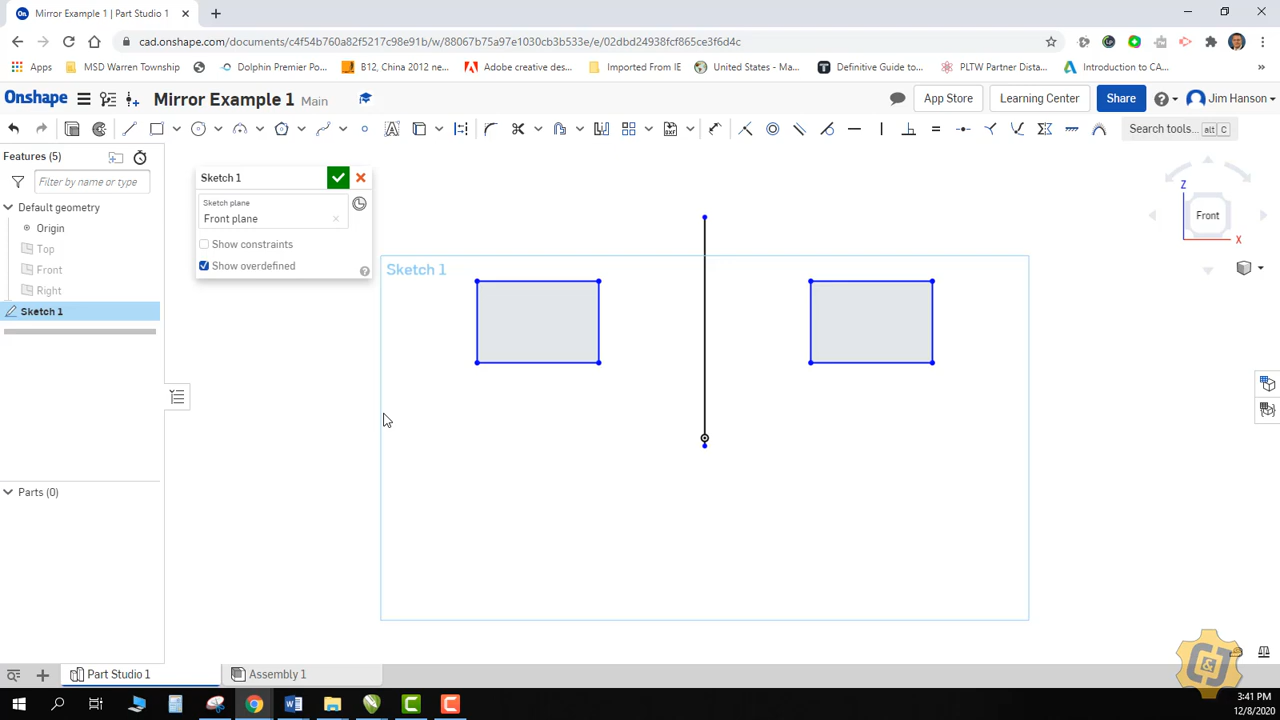 On Mirror Example 1 | Part Studio 1
cad.onshape.com/documents/c4f54b760a82f5217c98e91b/w/88067b75a97e1030cb3b533e/e/02dbd24938fcf865ce3f6d4c
Apps MSD Warren Township Dolphin Premier Po... B12, China 2012 ne... Adobe creative des... Imported From IE United States - Ma... Definitive Guide to... PLTW Partner Distan... Introduction to CA... »
Onshape Mirror Example 1 Main App Store Learning Center Share Jim Hanson
Search tools... alt C
Features (5)
Filter by name or type
Default geometry
Origin
Top
Front
Right
Sketch 1
Parts (0)
Sketch 1
Sketch plane
Front plane
Show constraints
Show overdefined
Sketch 1
Z
Front
X
Part Studio 1 Assembly 1
C&J
3:41 PM
12/8/2020